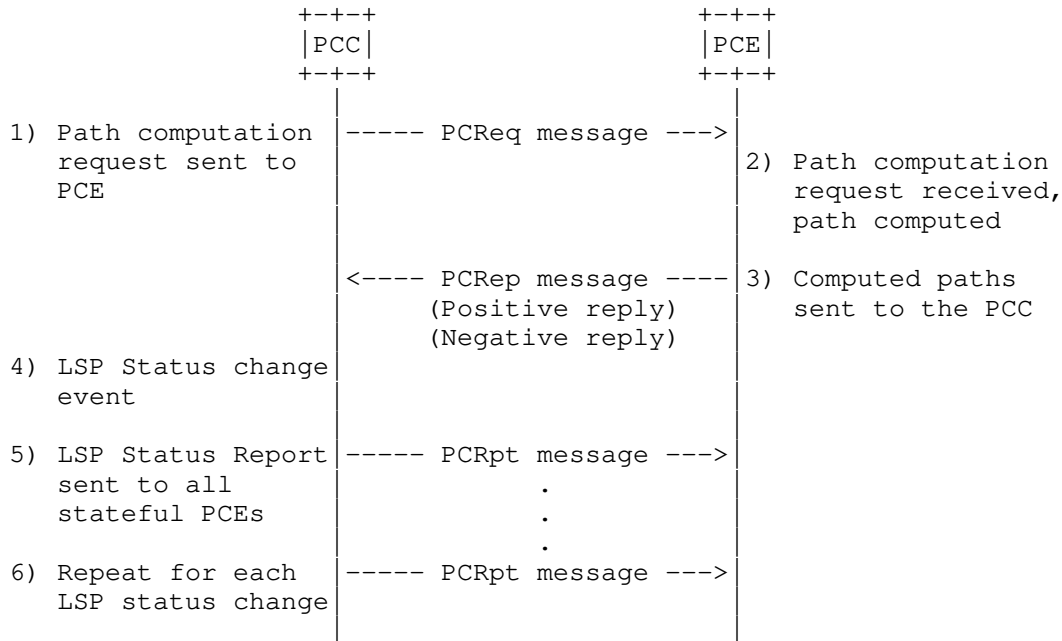 +-+-+                            +-+-+
|PCC|                            |PCE|
+-+-+                            +-+-+
1) Path computation |----- PCReq message --->|
request sent to     |                        |2) Path computation
PCE                 |                        |   request received,
path computed
<---- PCRep message ----|3) Computed paths
(Positive reply)      |   sent to the PCC
(Negative reply)
4) LSP Status change|
event
5) LSP Status Report|----- PCRpt message --->|
sent to all                    .
stateful PCEs                  .
.
6) Repeat for each  |----- PCRpt message --->|
LSP status change|